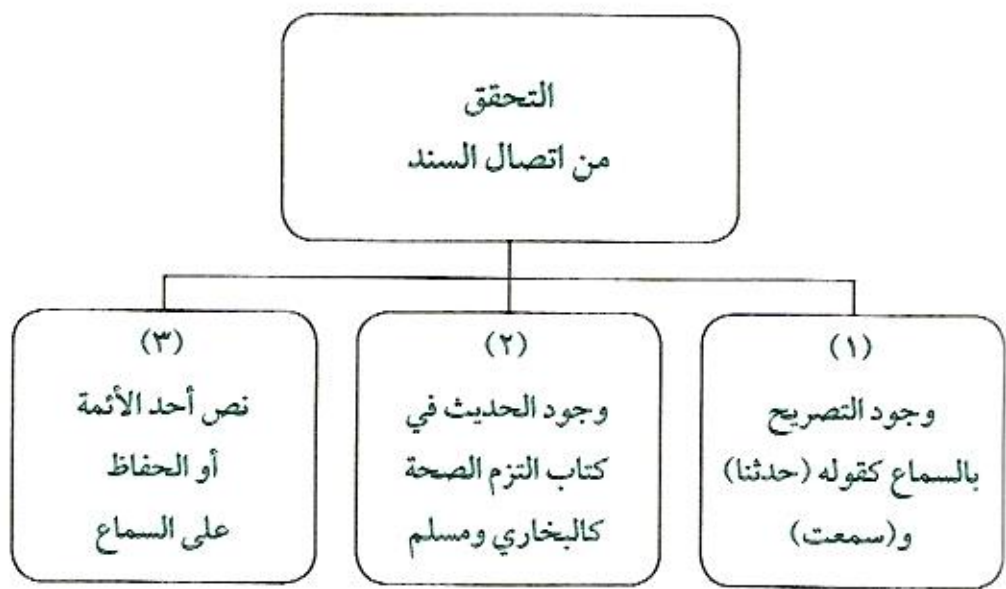 التحقق
من اتصال السند
(١)
وجود التصريح
بالسماع كقوله (حدثنا)
و(سمعت)
(٢)
وجود الحديث في
كتاب التزم الصحة
كالبخاري ومسلم
(٣)
نص أحد الأئمة
أو الحفاظ
على السماع